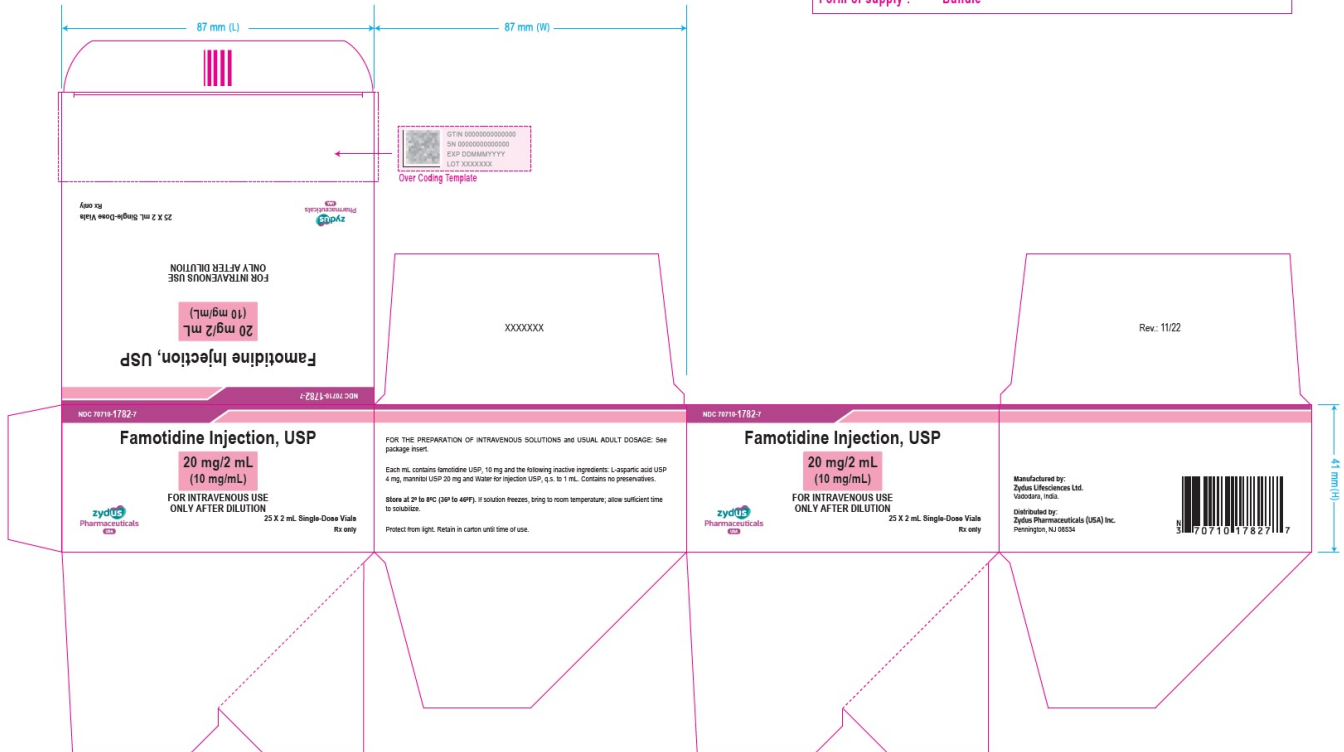 Form of supply : Bundle
87 mm (L)
87 mm (W)
GTIN 00000000000000
SN 00000000000000
EXP DDMMMYYYY
LOT XXXXXXX
Over Coding Template
25 X 2 mL Single-Dose Vials
Rx only
zydus
Pharmaceuticals
USA
FOR INTRAVENOUS USE
ONLY AFTER DILUTION
20 mg/2 mL
(10 mg/mL)
Famotidine Injection, USP
NDC 70710-1782-7
XXXXXXX
Rev.: 11/22
NDC 70710-1782-7
Famotidine Injection, USP
20 mg/2 mL
(10 mg/mL)
FOR INTRAVENOUS USE
ONLY AFTER DILUTION
zydus
Pharmaceuticals
USA
25 X 2 mL Single-Dose Vials
Rx only
FOR THE PREPARATION OF INTRAVENOUS SOLUTIONS and USUAL ADULT DOSAGE: See
package insert.
Each mL contains famotidine USP, 10 mg and the following inactive ingredients: L-aspartic acid USP
4 mg, mannitol USP 20 mg and Water for Injection USP, q.s. to 1 mL. Contains no preservatives.
Store at 2º to 8ºC (36º to 46ºF). If solution freezes, bring to room temperature; allow sufficient time
to solubilize.
Protect from light. Retain in carton until time of use.
NDC 70710-1782-7
Famotidine Injection, USP
20 mg/2 mL
(10 mg/mL)
FOR INTRAVENOUS USE
ONLY AFTER DILUTION
zydus
Pharmaceuticals
USA
25 X 2 mL Single-Dose Vials
Rx only
Manufactured by:
Zydus Lifesciences Ltd.
Vadodara, India.
Distributed by:
Zydus Pharmaceuticals (USA) Inc.
Pennington, NJ 08534
N
3 70710 17827 7
41 mm (H)